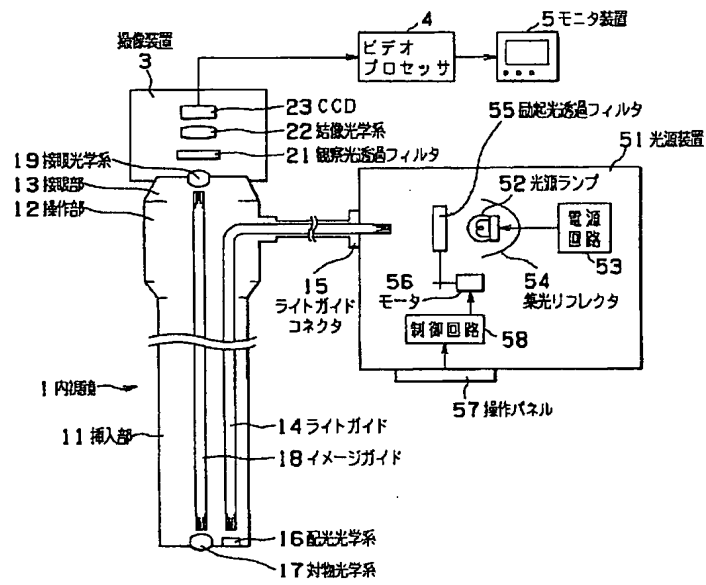 撮像装置
3
4
ビデオ
プロセッサ
5 モニタ装置
23 CCD
22 結像光学系
21 観察光透過フィルタ
19 接眼光学系
13 接眼部
12 操作部
55 励起光透過フィルタ
51 光源装置
52 光源ランプ
電源
回路
53
54
集光リフレクタ
56
モータ
制御回路
58
57 操作パネル
15
ライトガイド
コネクタ
1 内視鏡
11 挿入部
14 ライトガイド
18 イメージガイド
16 配光光学系
17 対物光学系